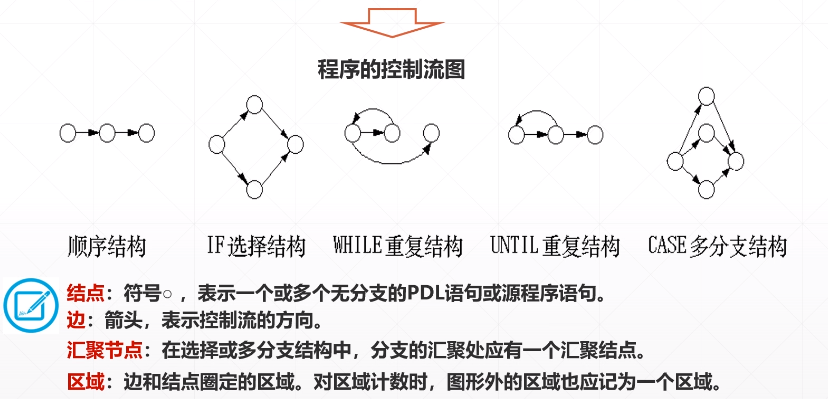 程序的控制流图
顺序结构 IF选择结构 WHILE重复结构 UNTIL重复结构 CASE多分支结构
结点：符号○ ，表示一个或多个无分支的PDL语句或源程序语句。
边：箭头，表示控制流的方向。
汇聚节点：在选择或多分支结构中，分支的汇聚处应有一个汇聚结点。
区域：边和结点圈定的区域。对区域计数时，图形外的区域也应记为一个区域。